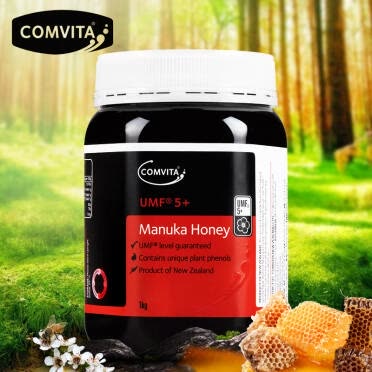 COMVITA
COMVITA
UMF® 5+
UMF
5+
Manuka Honey
UMF® level guaranteed
Contains unique plant phenols
Product of New Zealand
1kg